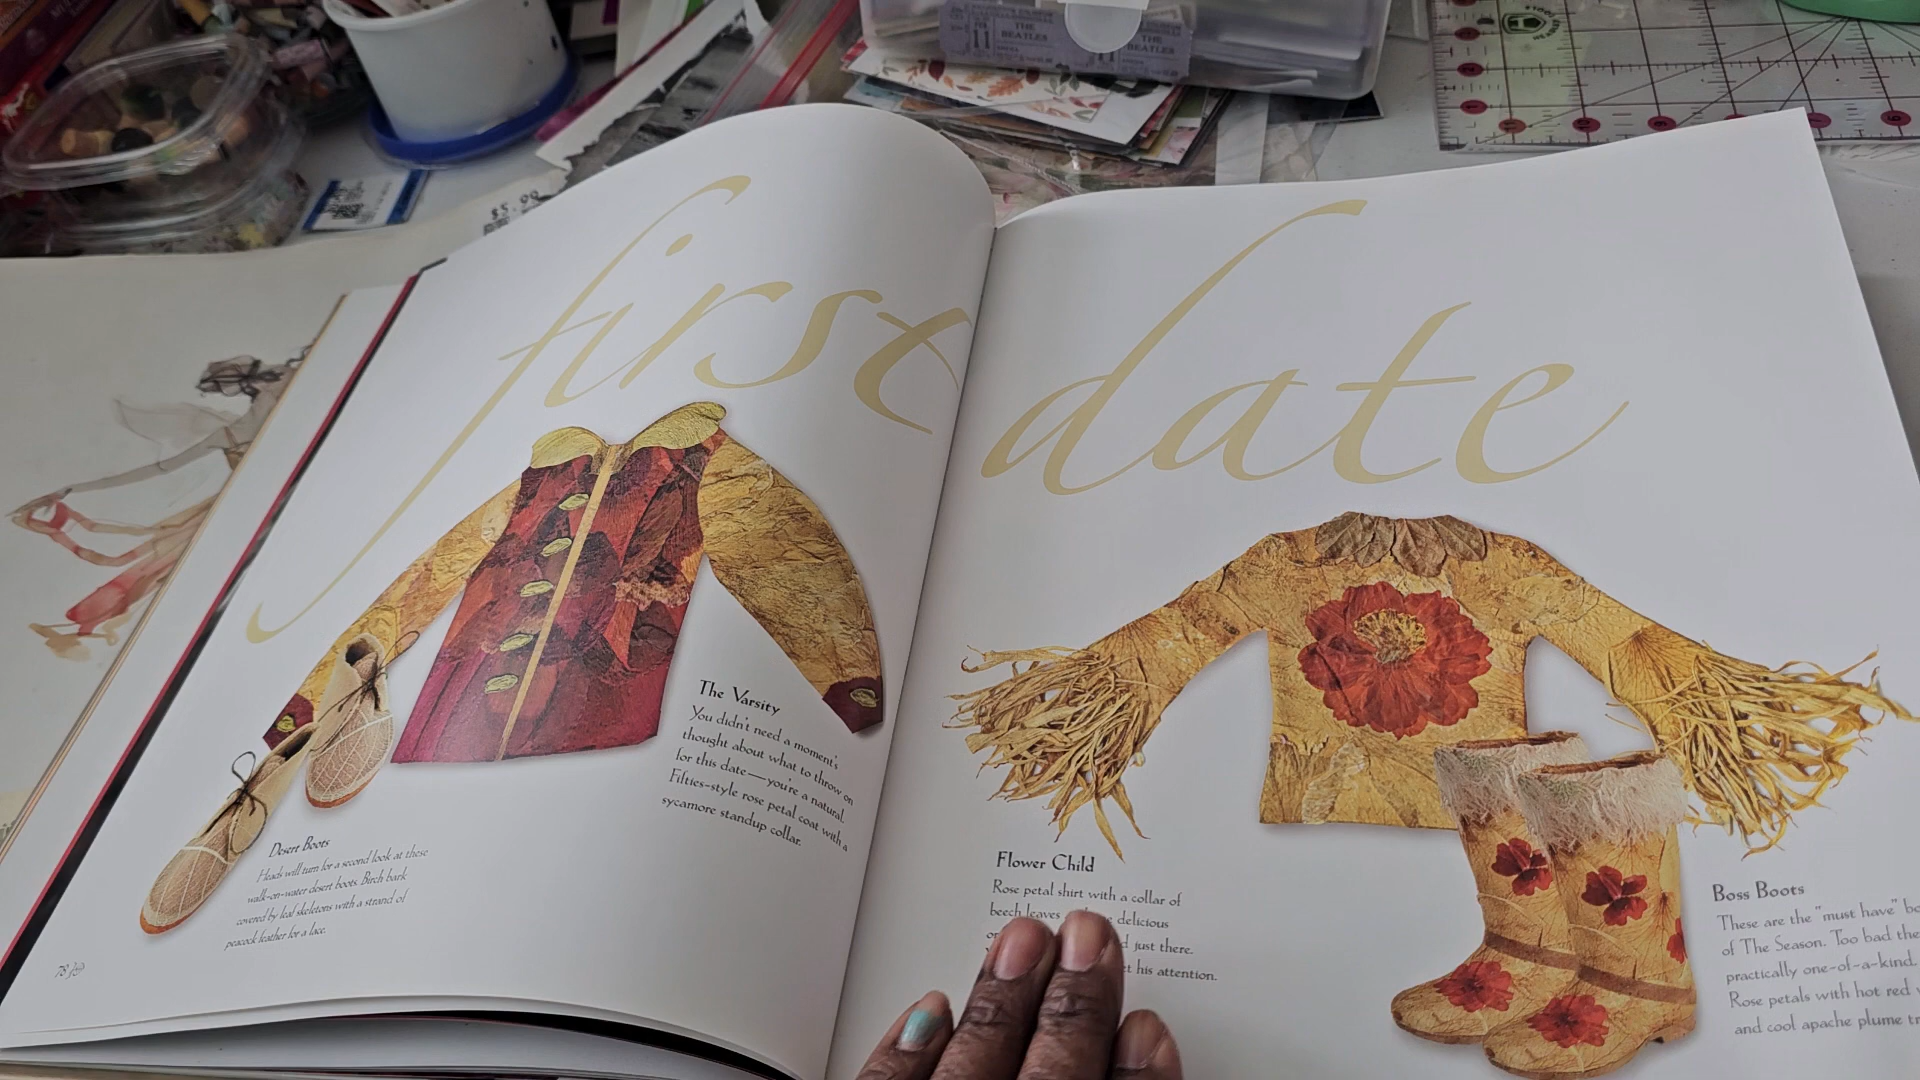 THE
BEATLES
THE
BEATLES
11
$5.99
first date
The Varsity
You didn't need a moment's
thought about what to throw on
for this date—you're a natural.
Fifties-style rose petal coat with a
sycamore standup collar.
Desert Boots
Heads will turn for a second look at these
walk-on-water desert boots. Birch bark
covered by leaf skeletons with a strand of
peacock feather for a lace.
78
Flower Child
Rose petal shirt with a collar of
beech leaves delicious
just there.
his attention.
Boss Boots
These are the "must have"
of The Season. Too bad
practically one-of-a-kind.
Rose petals with hot red
and cool apache plume